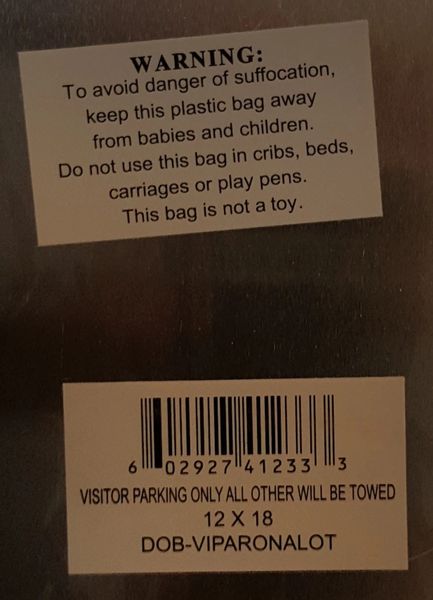 WARNING:
To avoid danger of suffocation,
keep this plastic bag away
from babies and children.
Do not use this bag in cribs, beds,
carriages or play pens.
This bag is not a toy.
6 02927 41233 3
VISITOR PARKING ONLY ALL OTHER WILL BE TOWED
12 X 18
DOB-VIPARONALOT